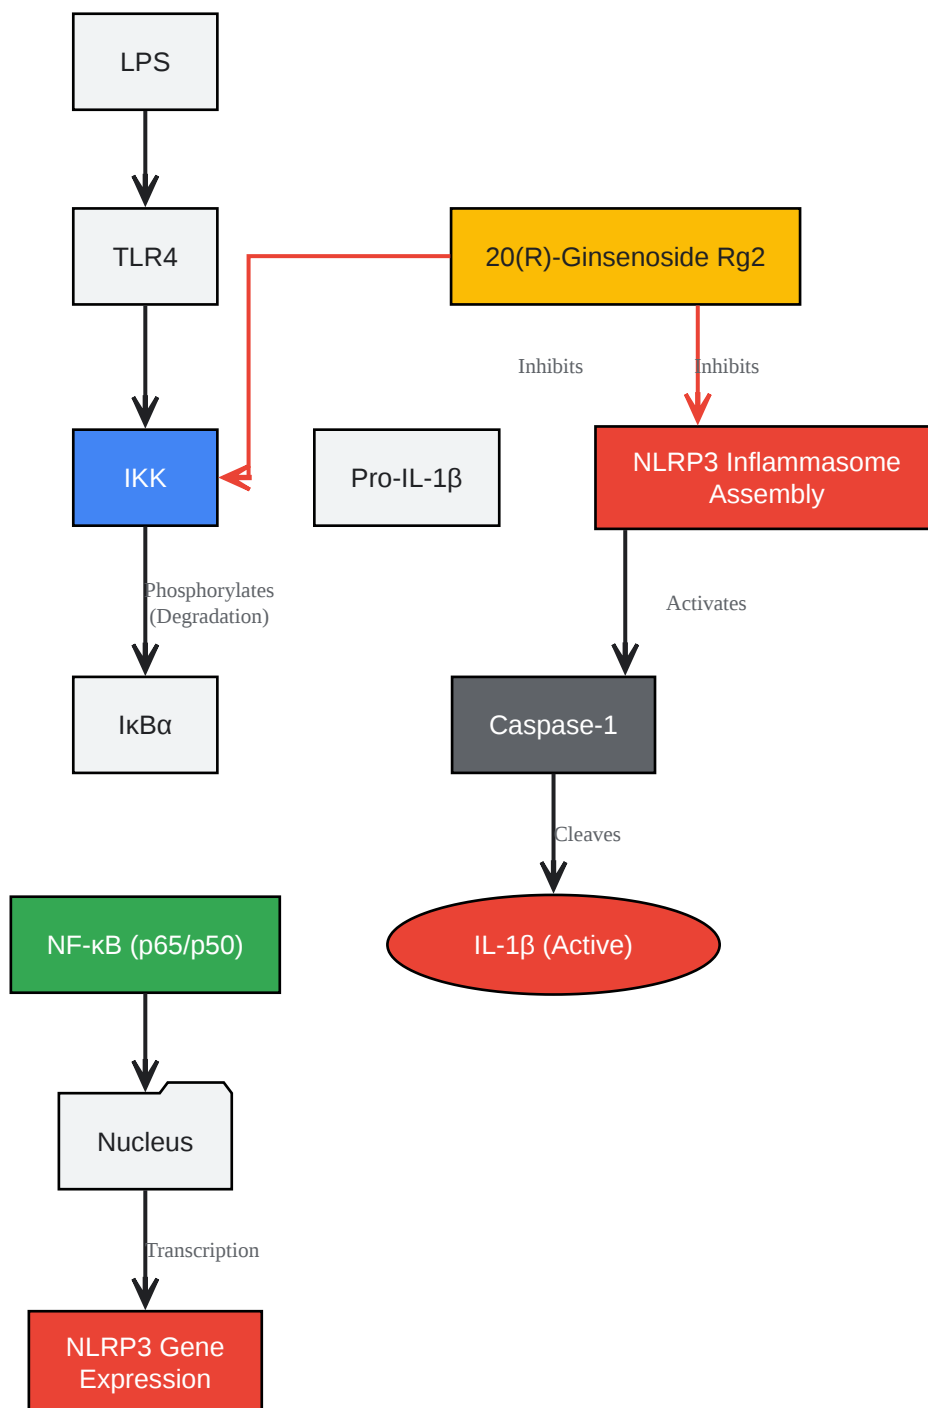 LPS
TLR4
20(R)-Ginsenoside Rg2
Inhibits
Inhibits
IKK
Pro-IL-1β
NLRP3 Inflammasome
Assembly
Phosphorylates
(Degradation)
Activates
IκBα
Caspase-1
Cleaves
NF-κB (p65/p50)
IL-1β (Active)
Nucleus
Transcription
NLRP3 Gene
Expression